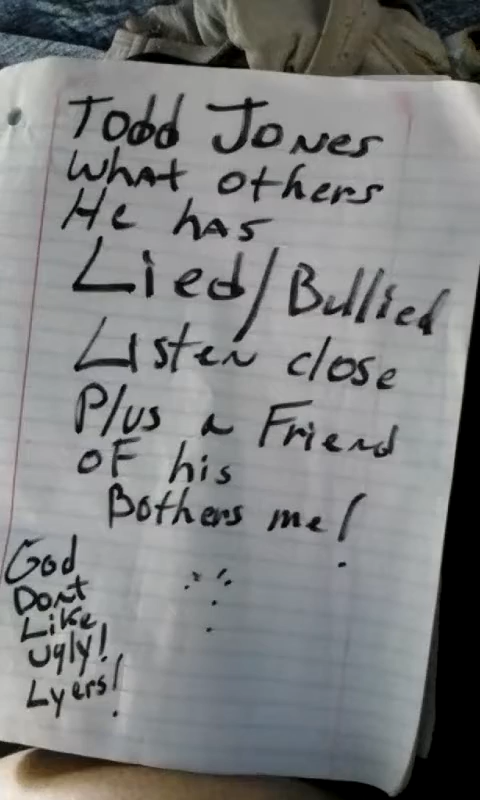 Todd Jones
What others
He has
Lied/Bullied
Listen close
Plus a Friend
OF his
Bothers me!
God
Dont
Like
Ugly!
Lyers!